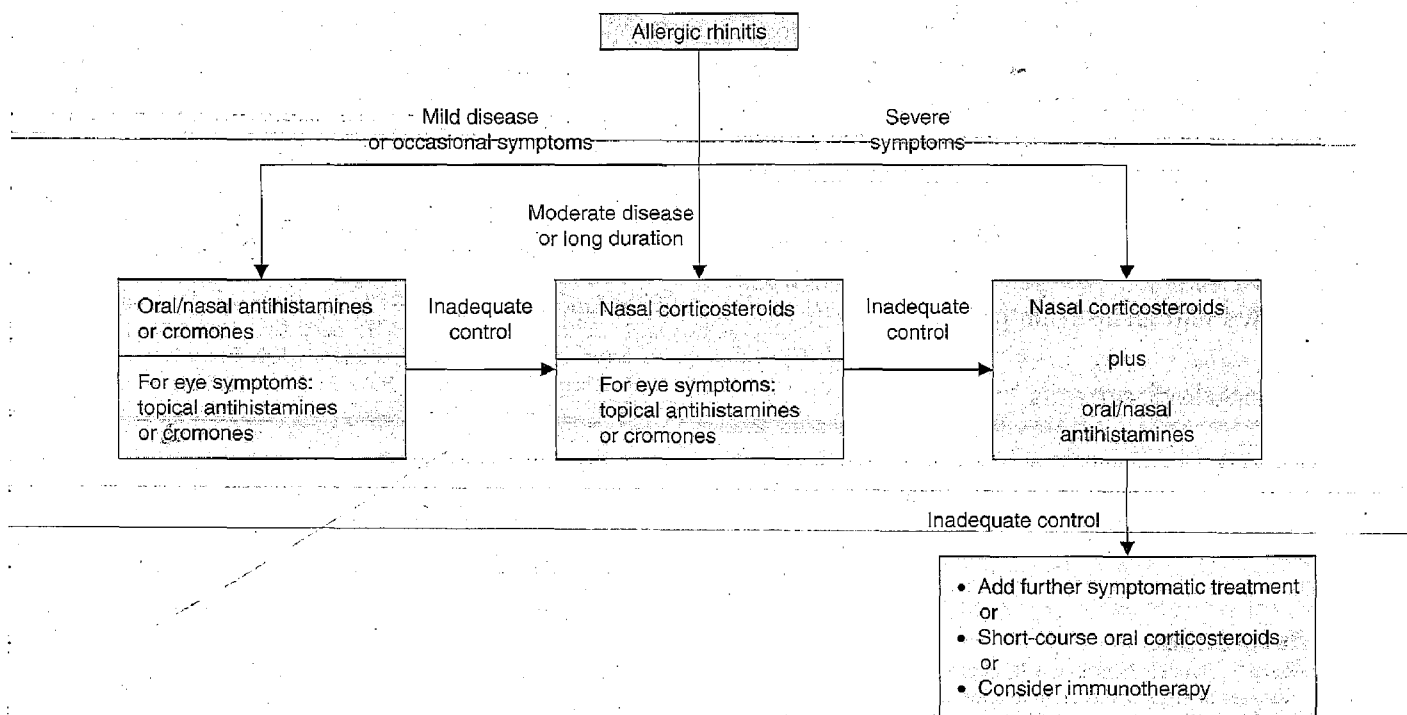 Allergic rhinitis
Mild disease
or occasional symptoms
Severe
symptoms
Moderate disease
or long duration
Oral/nasal antihistamines
or cromones
For eye symptoms:
topical antihistamines
or cromones
Inadequate
control
Nasal corticosteroids
For eye symptoms:
topical antihistamines
or cromones
Inadequate
control
Nasal corticosteroids
plus
oral/nasal
antihistamines
Inadequate control
• Add further symptomatic treatment
or
• Short-course oral corticosteroids
or
• Consider immunotherapy